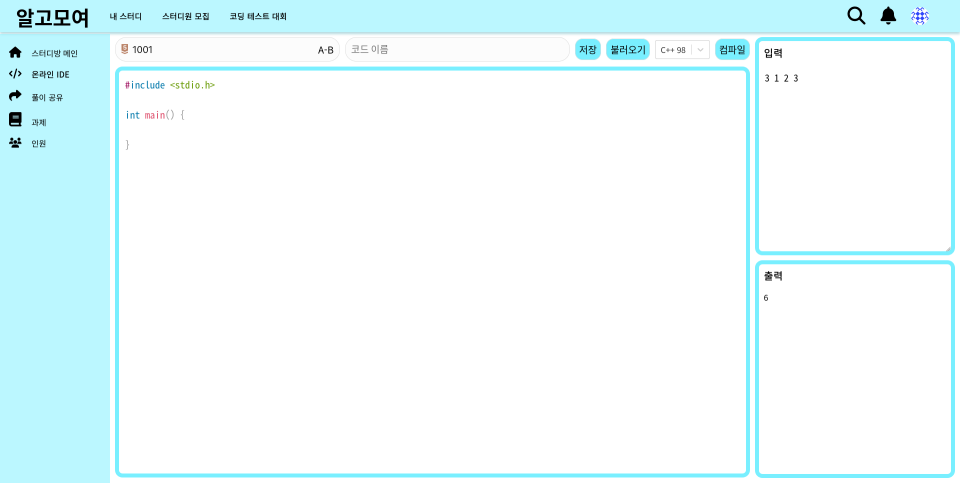 알고모여
내 스터디
스터디원 모집
코딩 테스트 대회
스터디방 메인
온라인 IDE
풀이 공유
과제
인원
1001
A-B
코드 이름
저장
불러오기
C++ 98
컴파일
#include <stdio.h>
int main() {
}
입력
3 1 2 3
출력
6